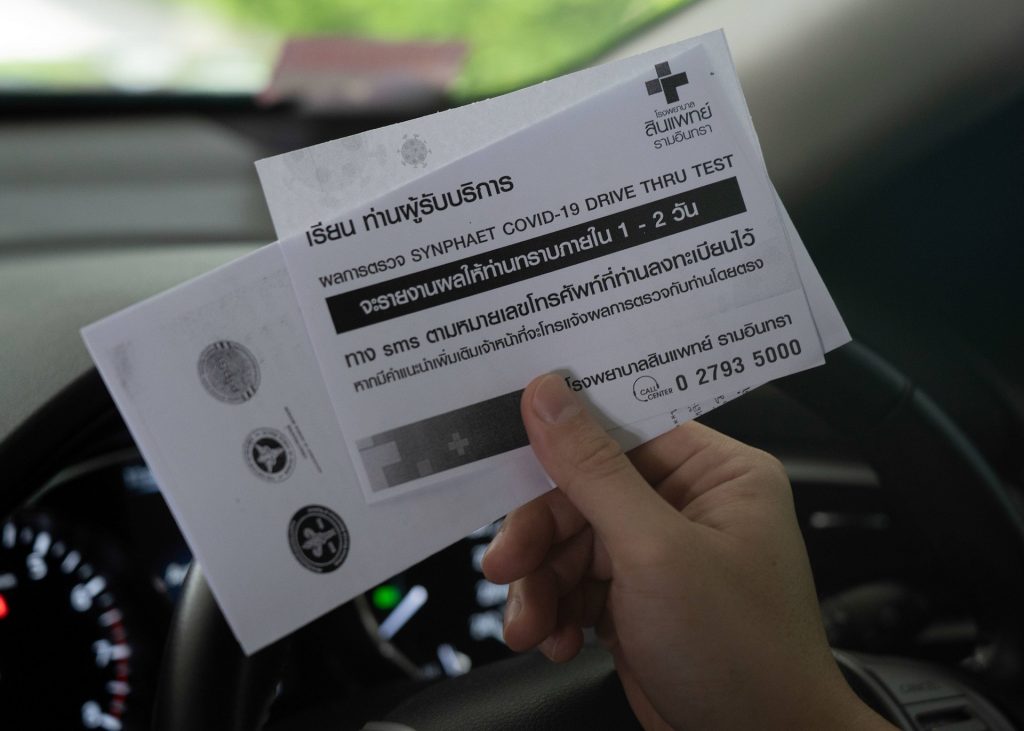 โรงพยาบาล
สินแพทย์
รามอินทรา
เรียน ท่านผู้รับบริการ
ผลการตรวจ SYNPHAET COVID-19 DRIVE THRU TEST
จะรายงานผลให้ท่านทราบภายใน 1 - 2 วัน
ทาง sms ตามหมายเลขโทรศัพท์ที่ท่านลงทะเบียนไว้
หากมีคำแนะนำเพิ่มเติมเจ้าหน้าที่จะโทรแจ้งผลการตรวจกับท่านโดยตรง
โรงพยาบาลสินแพทย์ รามอินทรา
CALL CENTER 0 2793 5000
CANCEL